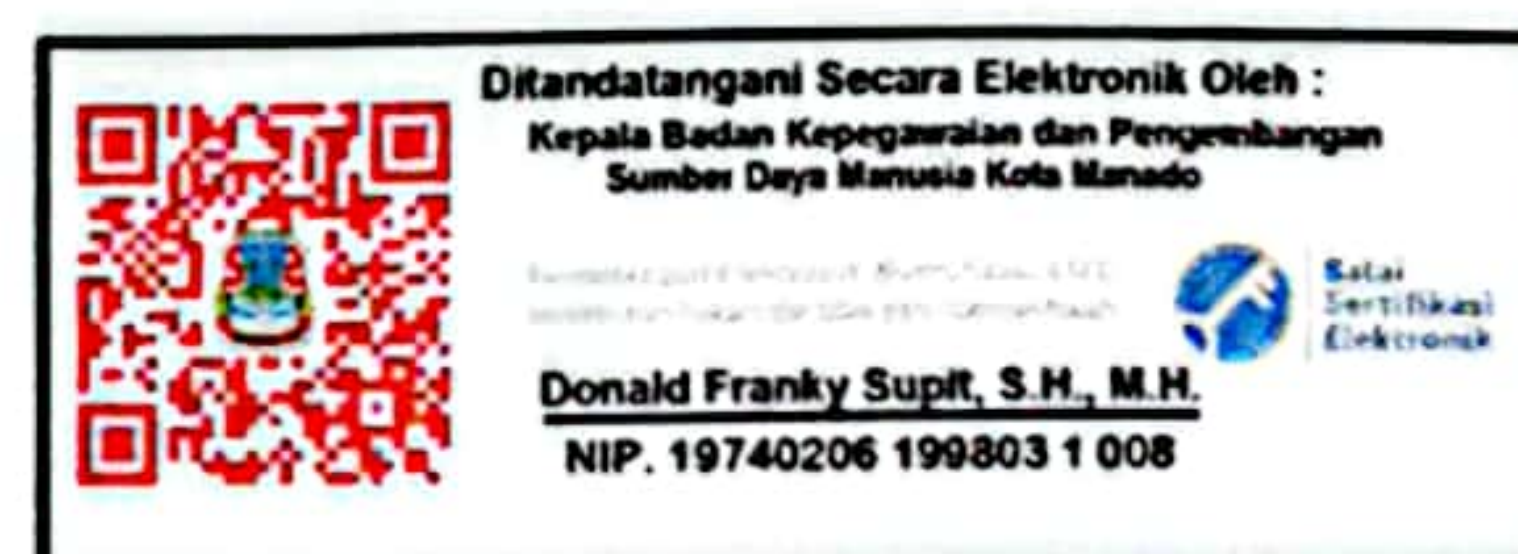 Ditandatangani Secara Elektronik Oleh :
Kepala Badan Kepegawaian dan Pengembangan
Sumber Daya Manusia Kota Manado
Balai
Sertifikasi
Elektronik
Donald Franky Supit, S.H., M.H.
NIP. 19740206 199803 1 008